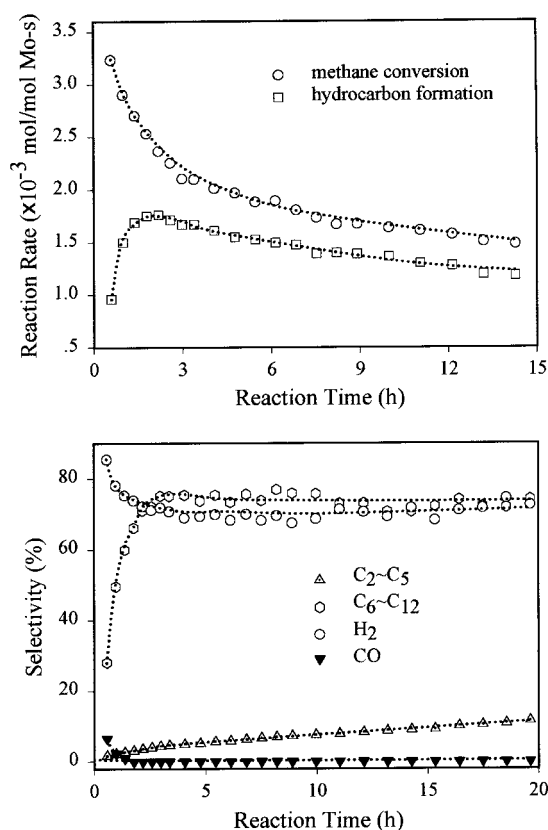 3.5
3.0
2.5
2.0
1.5
1.0
.5
Reaction Rate (×10⁻³ mol/mol Mo-s)
methane conversion
hydrocarbon formation
0 3 6 9 12 15
Reaction Time (h)
80
60
40
20
0
Selectivity (%)
C₂~C₅
C₆~C₁₂
H₂
CO
0 5 10 15 20
Reaction Time (h)